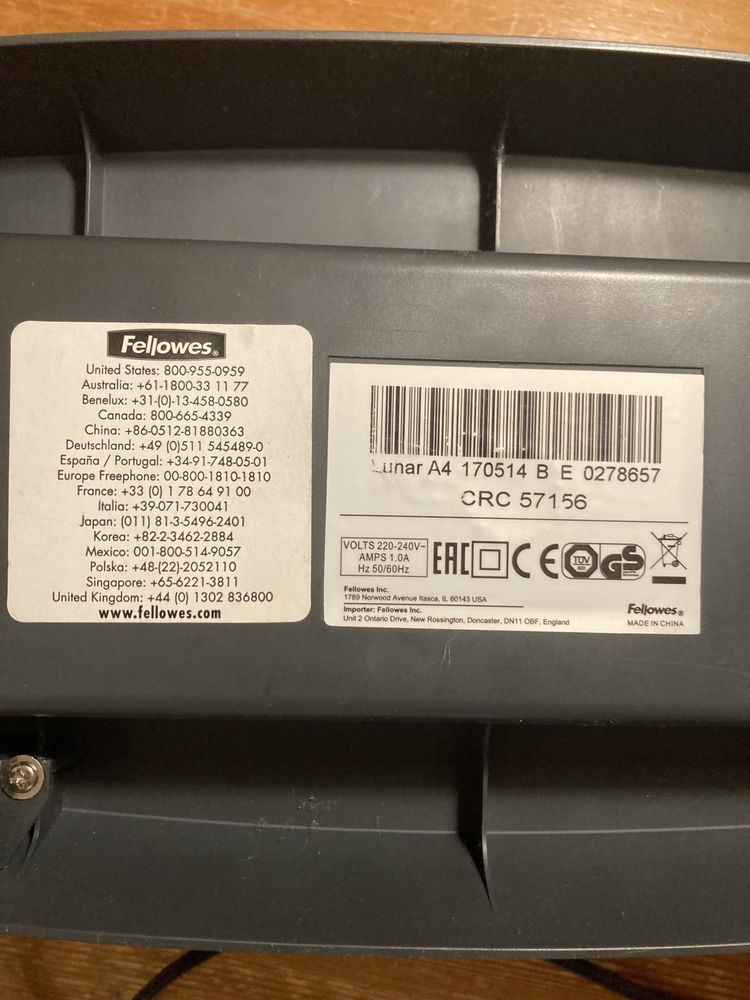 Fellowes®
United States: 800-955-0959
Australia: +61-1800-33 11 77
Benelux: +31-(0)-13-458-0580
Canada: 800-665-4339
China: +86-0512-81880363
Deutschland: +49 (0)511 545489-0
España / Portugal: +34-91-748-05-01
Europe Freephone: 00-800-1810-1810
France: +33 (0) 1 78 64 91 00
Italia: +39-071-730041
Japan: (011) 81-3-5496-2401
Korea: +82-2-3462-2884
Mexico: 001-800-514-9057
Polska: +48-(22)-2052110
Singapore: +65-6221-3811
United Kingdom: +44 (0) 1302 836800
www.fellowes.com
Lunar A4 170514 B E 0278657
CRC 57156
VOLTS 220-240V~
AMPS 1.0A
Hz 50/60Hz
EAC CE TÜV GS
Fellowes Inc.
1789 Norwood Avenue Itasca, IL 60143 USA
Importer: Fellowes Inc.
Unit 2 Ontario Drive, New Rossington, Doncaster, DN11 OBF, England
Fellowes®
MADE IN CHINA